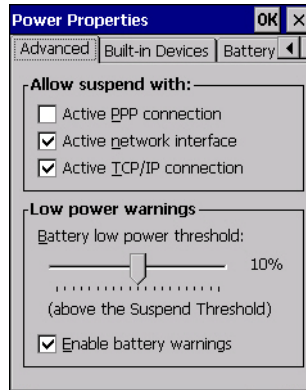 Power Properties OK ×
Advanced Built-in Devices Battery
Allow suspend with:
Active PPP connection
Active network interface
Active TCP/IP connection
Low power warnings
Battery low power threshold:
10%
(above the Suspend Threshold)
Enable battery warnings